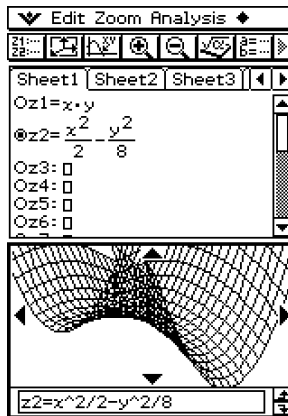 Edit Zoom Analysis
Sheet1 Sheet2 Sheet3
z1=x·y
z2=x²/2-y²/8
z3:
z4:
z5:
z6:
z2=x^2/2-y^2/8